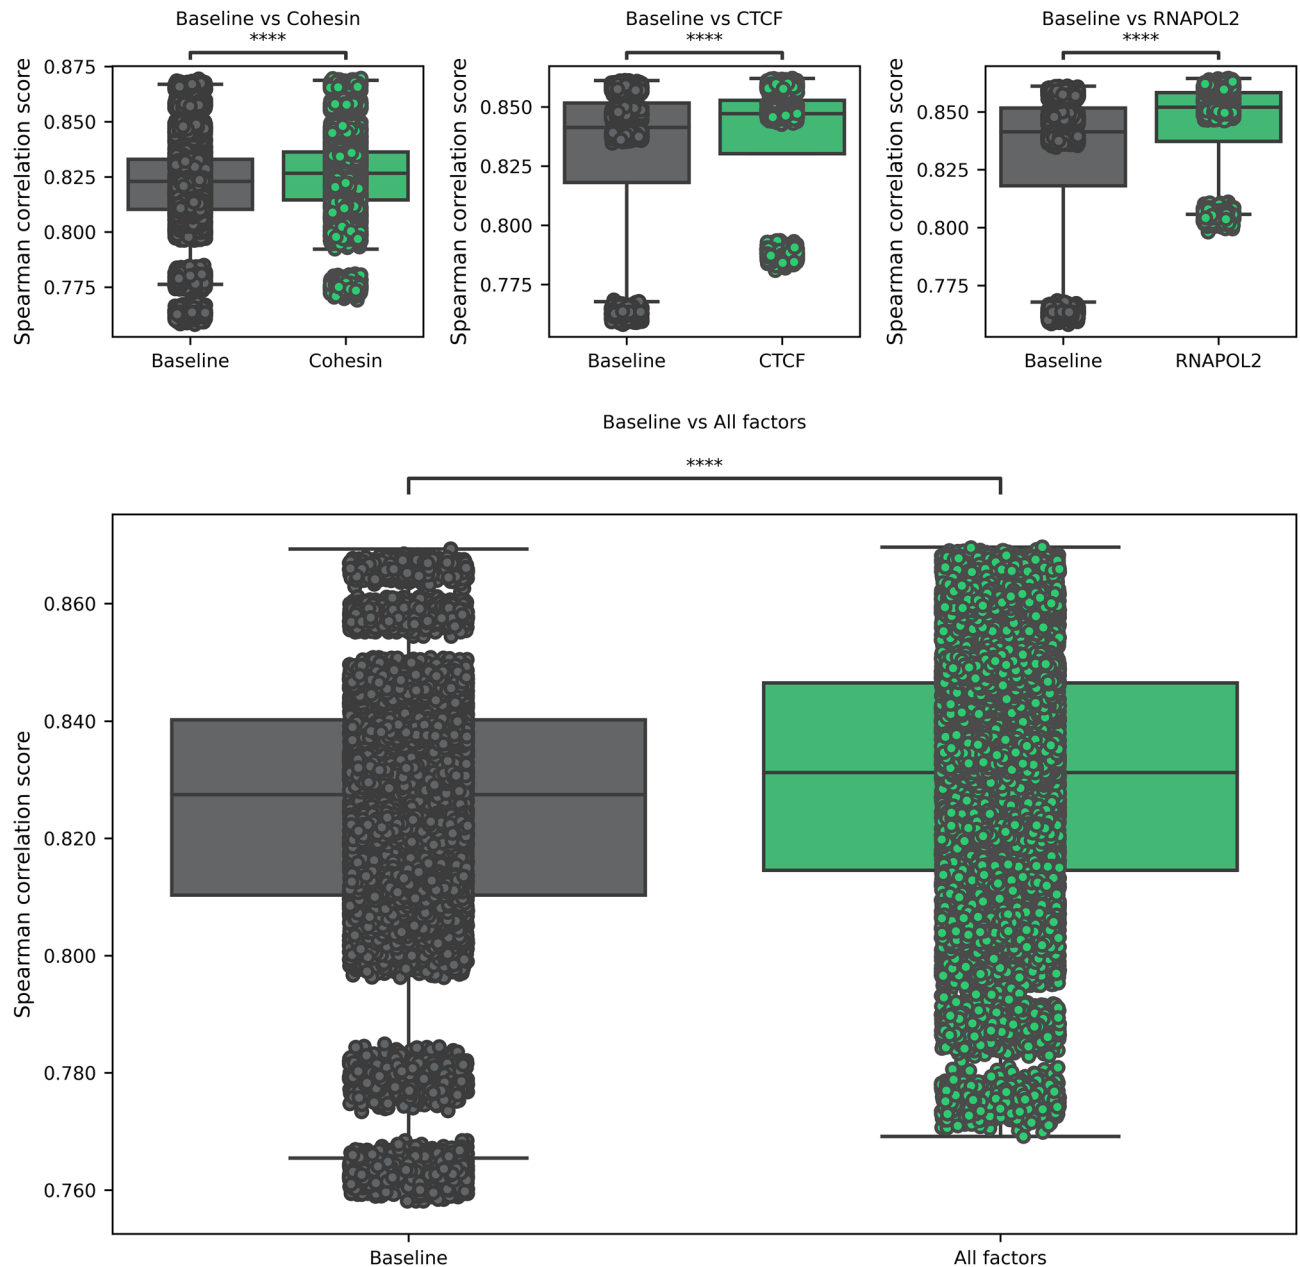 Baseline vs Cohesin
****
Spearman correlation score
0.875
0.850
0.825
0.800
0.775
Baseline
Cohesin
Baseline vs CTCF
****
Spearman correlation score
0.850
0.825
0.800
0.775
Baseline
CTCF
Baseline vs RNAPOL2
****
Spearman correlation score
0.850
0.825
0.800
0.775
Baseline
RNAPOL2
Baseline vs All factors
****
Spearman correlation score
0.860
0.840
0.820
0.800
0.780
0.760
Baseline
All factors